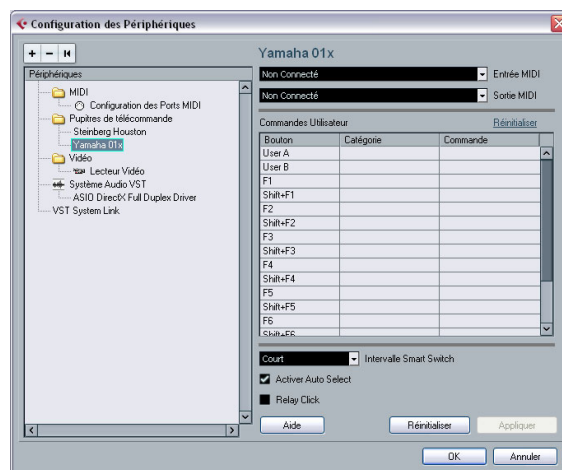 Configuration des Périphériques
Périphériques
MIDI
Configuration des Ports MIDI
Pupitres de télécommande
Steinberg Houston
Yamaha 01x
Vidéo
Lecteur Vidéo
Système Audio VST
ASIO DirectX Full Duplex Driver
VST System Link
Yamaha 01x
Non Connecté Entrée MIDI
Non Connecté Sortie MIDI
Commandes Utilisateur Réinitialiser
Bouton Catégorie Commande
User A
User B
F1
Shift+F1
F2
Shift+F2
F3
Shift+F3
F4
Shift+F4
F5
Shift+F5
F6
Shift+F6
Court Intervalle Smart Switch
Activer Auto Select
Relay Click
Aide Réinitialiser Appliquer
OK Annuler